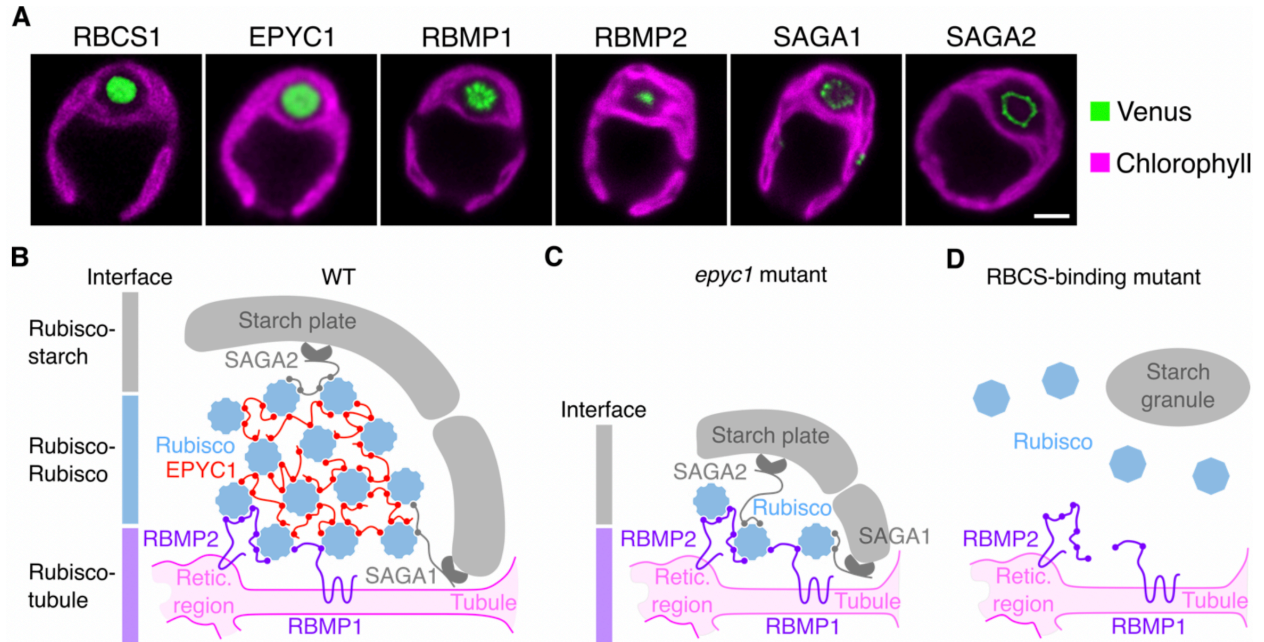 A
RBCS1
EPYC1
RBMP1
RBMP2
SAGA1
SAGA2
Venus
Chlorophyll
B
Interface
WT
Rubisco-
starch
Rubisco-
Rubisco
Rubisco-
tubule
Starch plate
SAGA2
Rubisco
EPYC1
RBMP2
SAGA1
Retic.
region
Tubule
RBMP1
C
epyc1 mutant
Interface
Starch plate
SAGA2
Rubisco
SAGA1
RBMP2
Retic.
region
Tubule
RBMP1
D
RBCS-binding mutant
Starch
granule
Rubisco
RBMP2
Retic.
region
Tubule
RBMP1